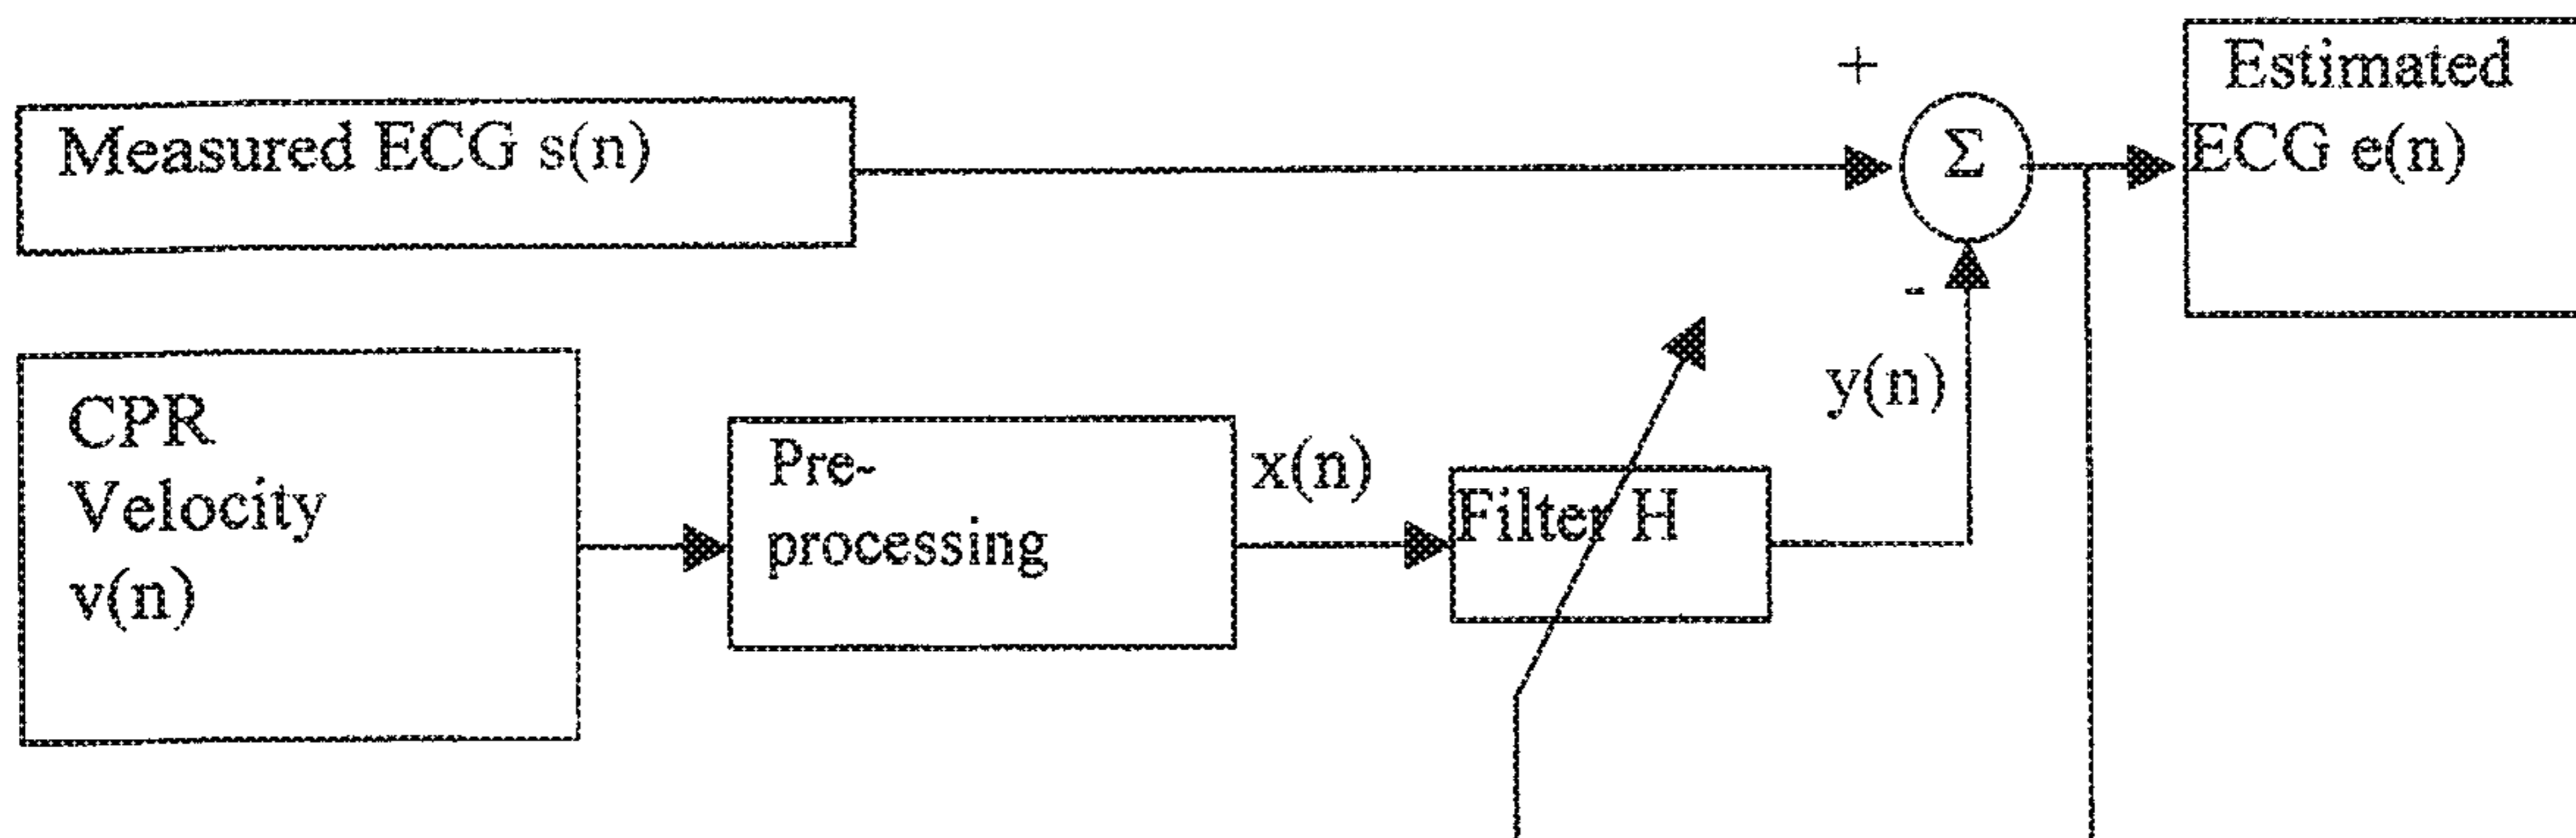 Measured ECG s(n)
+
Σ
Estimated
ECG e(n)
-
y(n)
CPR
Velocity
v(n)
Pre-
processing
x(n)
Filter H